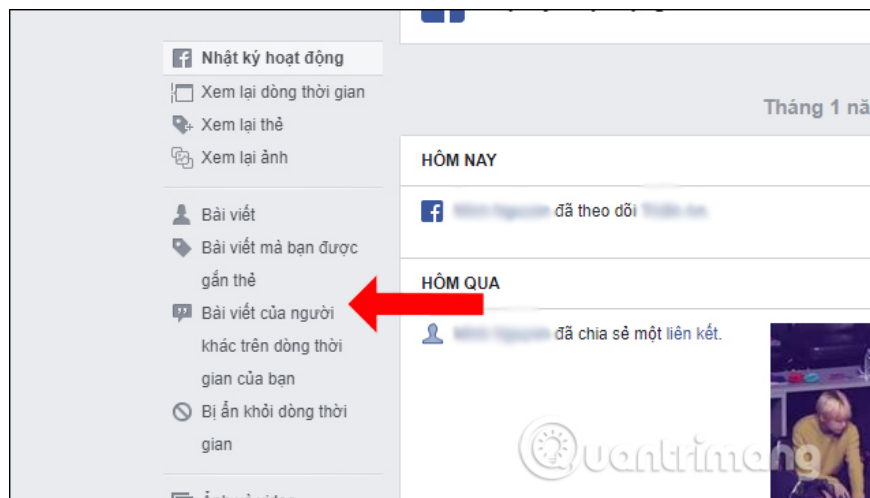 Nhật ký hoạt động
Xem lại dòng thời gian
Xem lại thẻ
Xem lại ảnh
Bài viết
Bài viết mà bạn được
gắn thẻ
Bài viết của người
khác trên dòng thời
gian của bạn
Bị ẩn khỏi dòng thời
gian
Tháng 1 nă
HÔM NAY
đã theo dõi
HÔM QUA
đã chia sẻ một liên kết.
Quantrimang